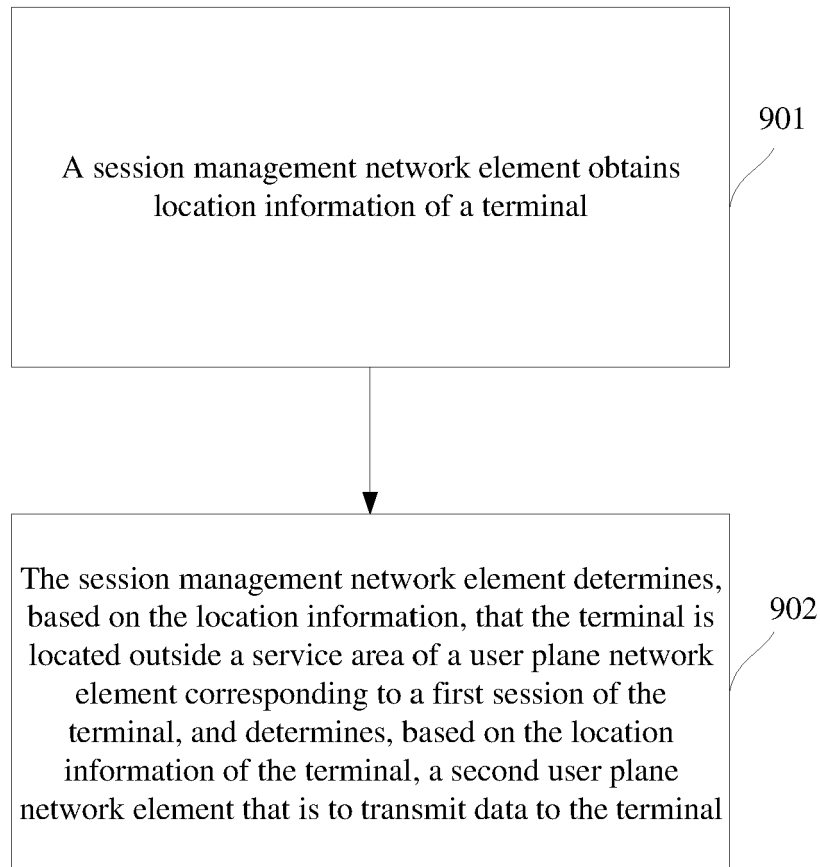 A session management network element obtains
location information of a terminal
901
The session management network element determines,
based on the location information, that the terminal is
located outside a service area of a user plane network
element corresponding to a first session of the
terminal, and determines, based on the location
information of the terminal, a second user plane
network element that is to transmit data to the terminal
902